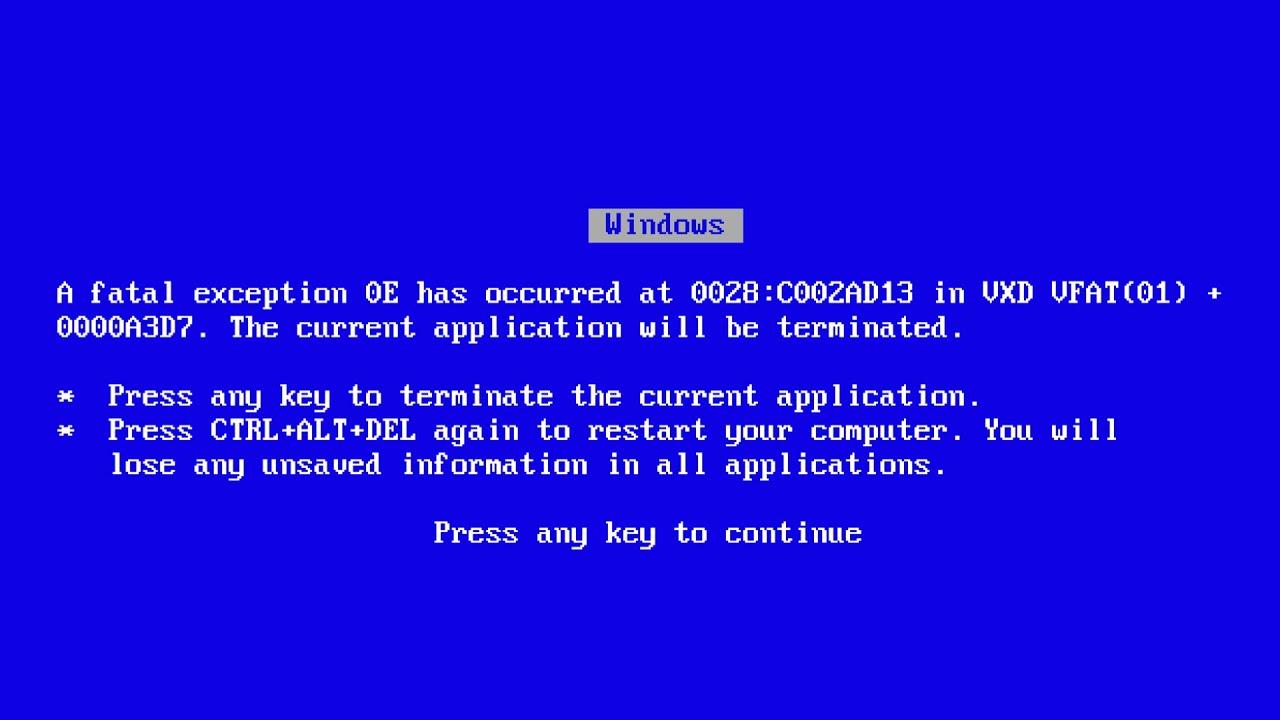 Windows
A fatal exception 0E has occurred at 0028:C002AD13 in VXD VFAT(01) +
0000A3D7. The current application will be terminated.
* Press any key to terminate the current application.
* Press CTRL+ALT+DEL again to restart your computer. You will
lose any unsaved information in all applications.
Press any key to continue